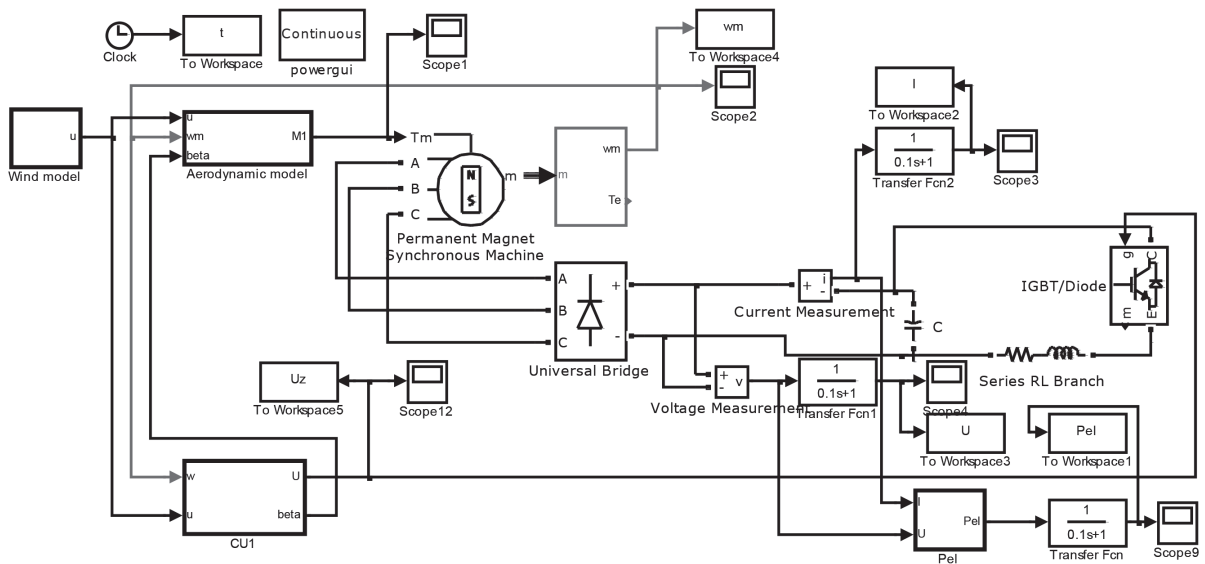 Clock
t
To Workspace
Continuous
powergui
Scope1
wm
To Workspace4
Scope2
u
Wind model
u
wm
beta
M1
Aerodynamic model
Tm
A
B
C
N
S
m
Permanent Magnet
Synchronous Machine
m
wm
Te
I
To Workspace2
1
0.1s+1
Transfer Fcn2
Scope3
A
B
C
+
-
Universal Bridge
+
i
-
Current Measurement
C
IGBT/Diode
g
C
m
E
Series RL Branch
+
-
v
Voltage Measurement
1
0.1s+1
Transfer Fcn1
Scope4
U
To Workspace3
Pel
To Workspace1
Uz
To Workspace5
Scope12
w
u
U
beta
CU1
I
U
Pel
Pel
1
0.1s+1
Transfer Fcn
Scope9